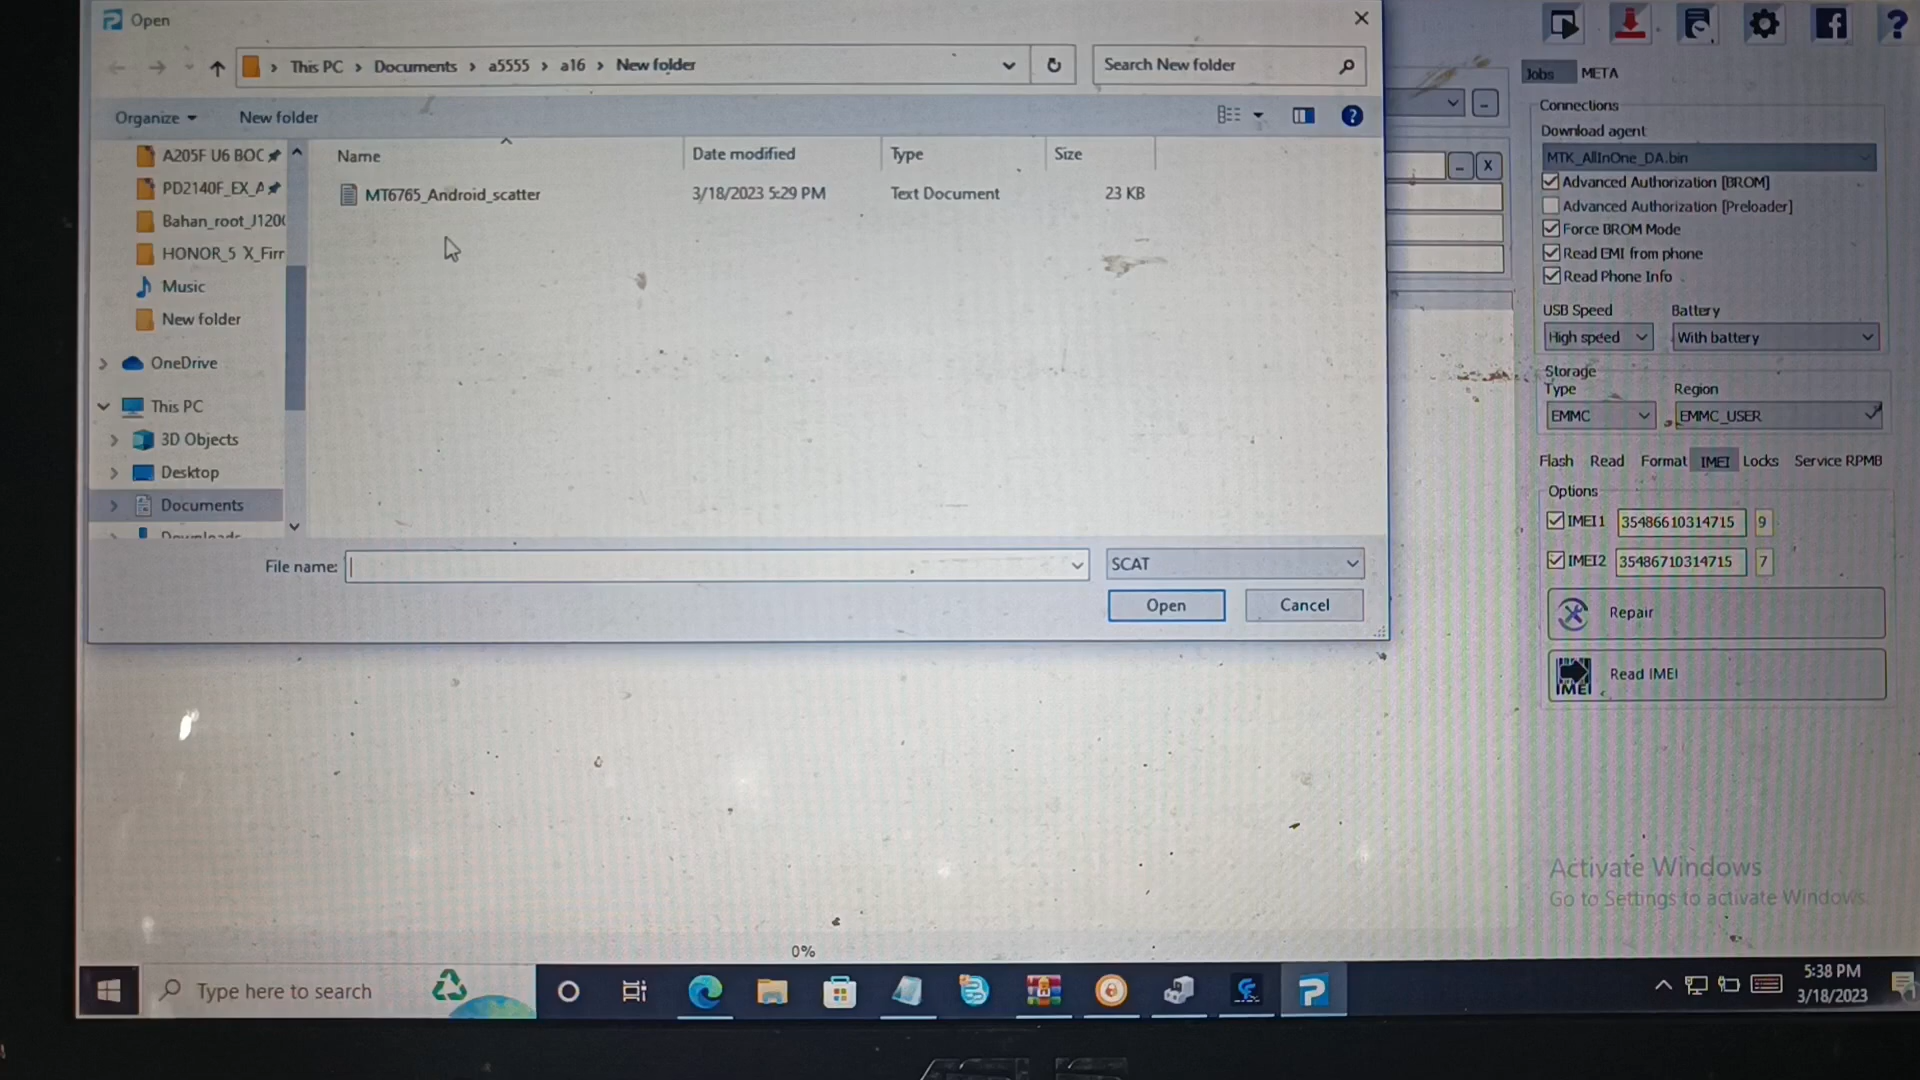 Open
This PC > Documents > a5555 > a16 > New folder
Search New folder
Organize
New folder
Name
Date modified
Type
Size
MT6765_Android_scatter
3/18/2023 5:29 PM
Text Document
23 KB
A205F U6 BOC
PD2140F_EX_A
Bahan_root_J120
HONOR_5 X_Firr
Music
New folder
OneDrive
This PC
3D Objects
Desktop
Documents
Downloads
File name:
SCAT
Open
Cancel
Jobs
META
Connections
Download agent
MTK_AllInOne_DA.bin
Advanced Authorization [BROM]
Advanced Authorization [Preloader]
Force BROM Mode
Read EMI from phone
Read Phone Info
USB Speed
Battery
High speed
With battery
Storage
Type
Region
EMMC
EMMC_USER
Flash
Read
Format
IMEI
Locks
Service RPMB
Options
IMEI1
35486610314715
9
IMEI2
35486710314715
7
Repair
IMEI
Read IMEI
Activate Windows
Go to Settings to activate Windows.
0%
Type here to search
5:38 PM
3/18/2023